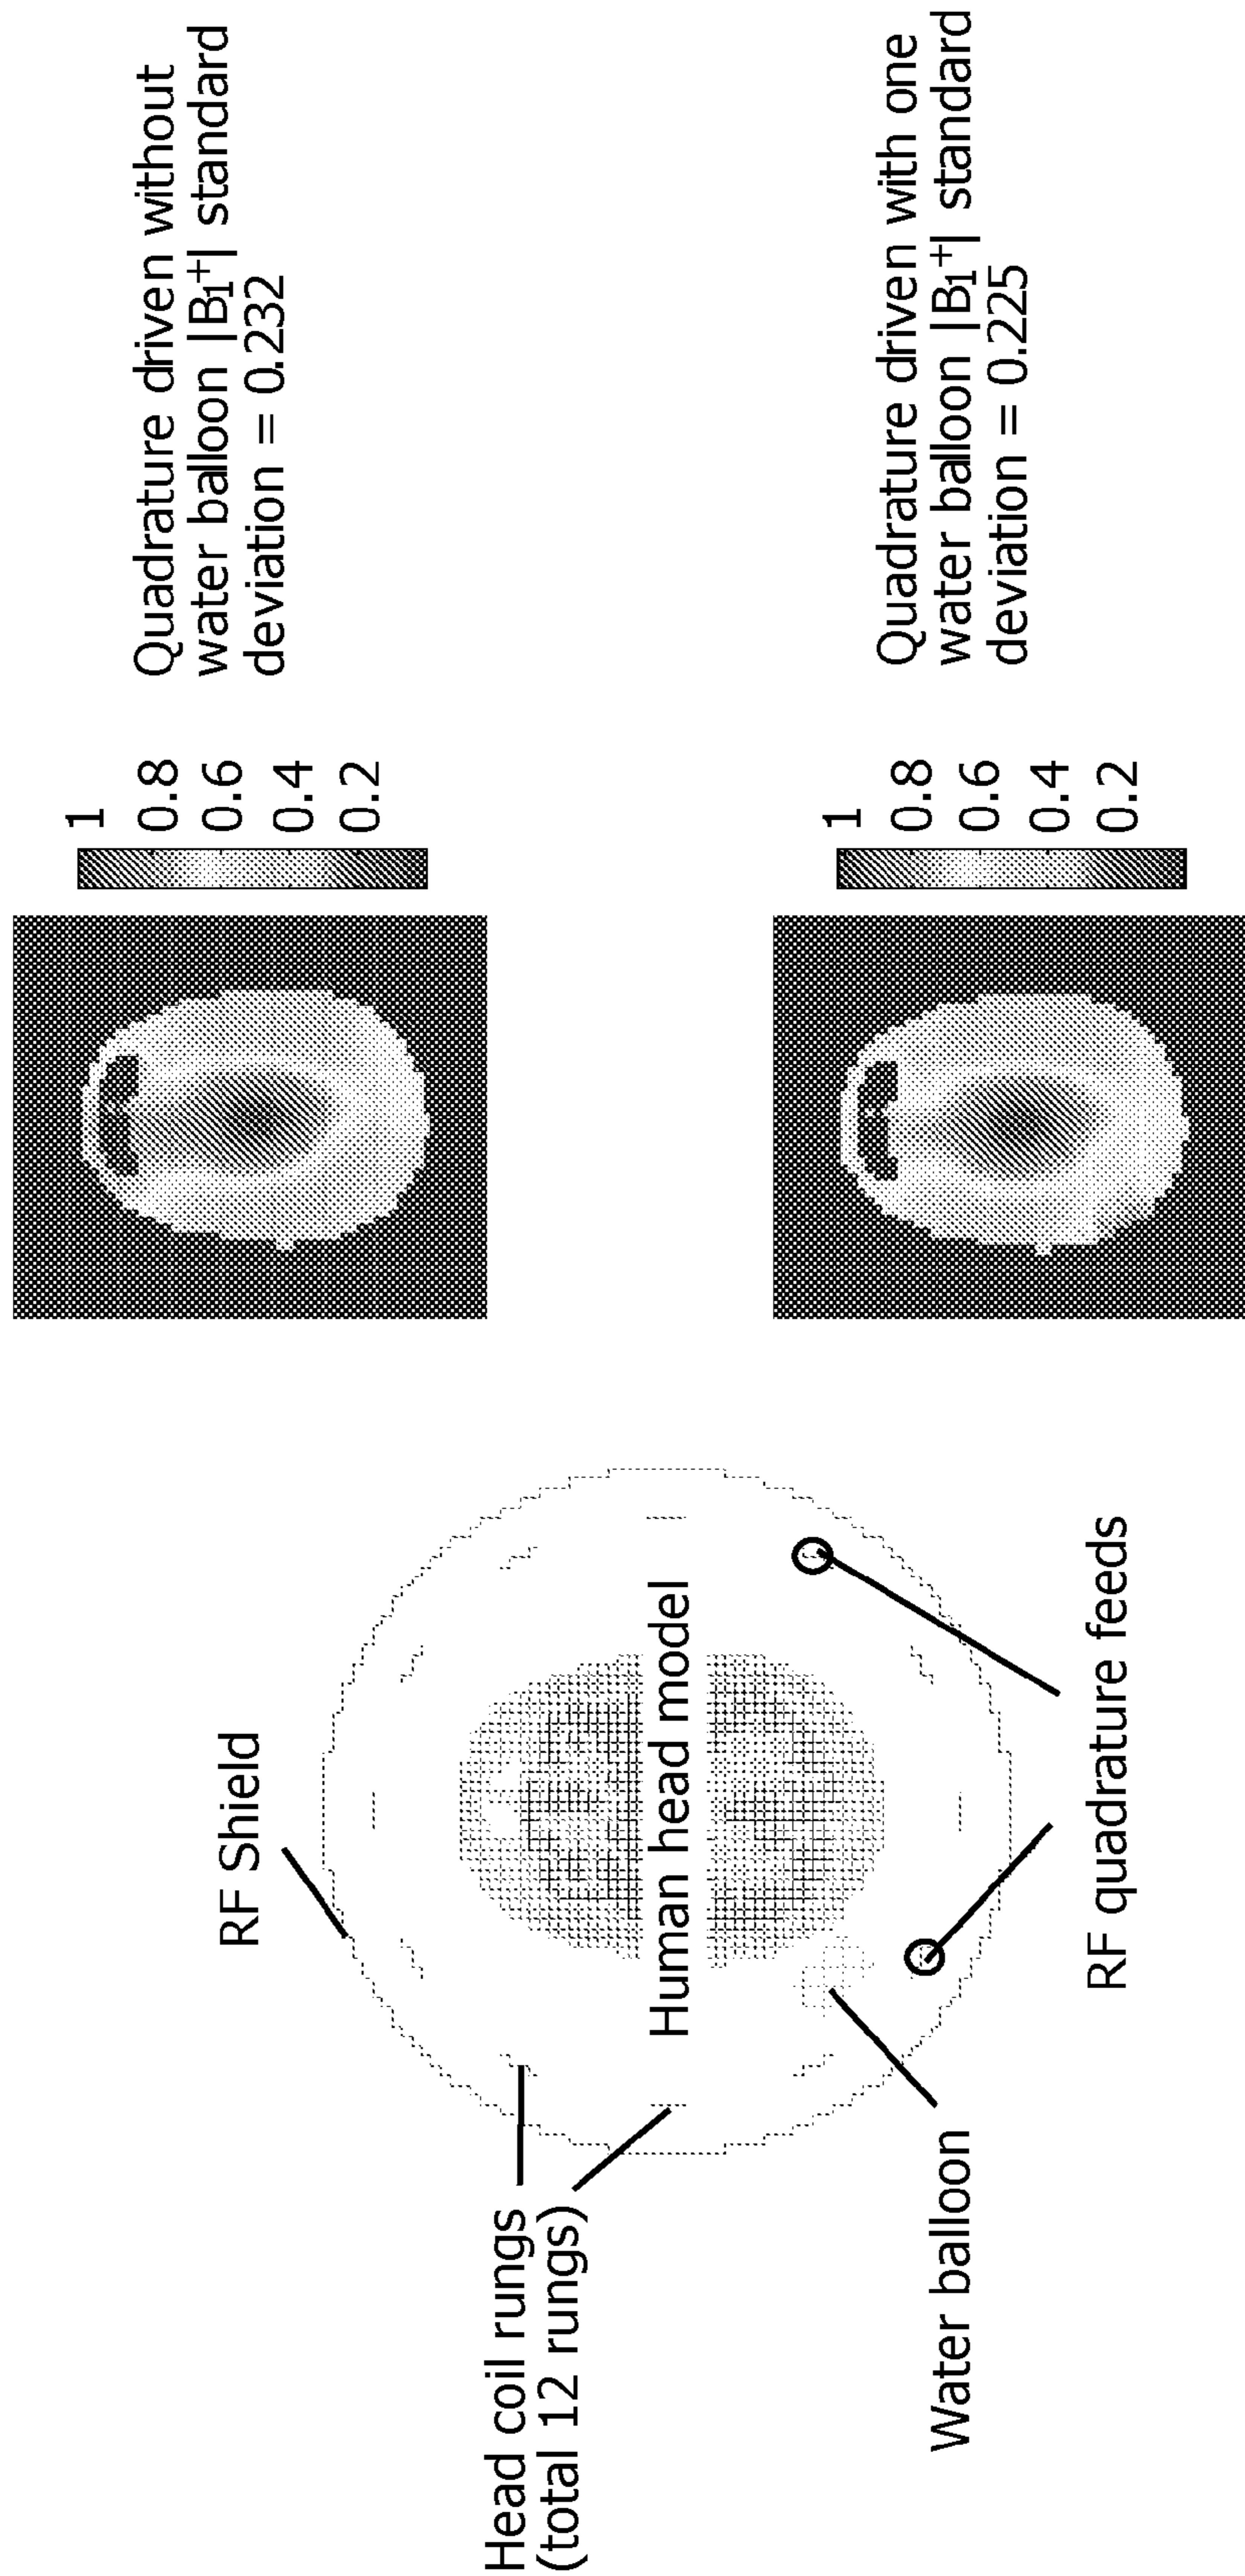 Head coil rungs
(total 12 rungs)
RF Shield
Human head model
Water balloon
RF quadrature feeds
1
0.8
0.6
0.4
0.2
Quadrature driven without
water balloon |B₁⁺| standard
deviation = 0.232
1
0.8
0.6
0.4
0.2
Quadrature driven with one
water balloon |B₁⁺| standard
deviation = 0.225